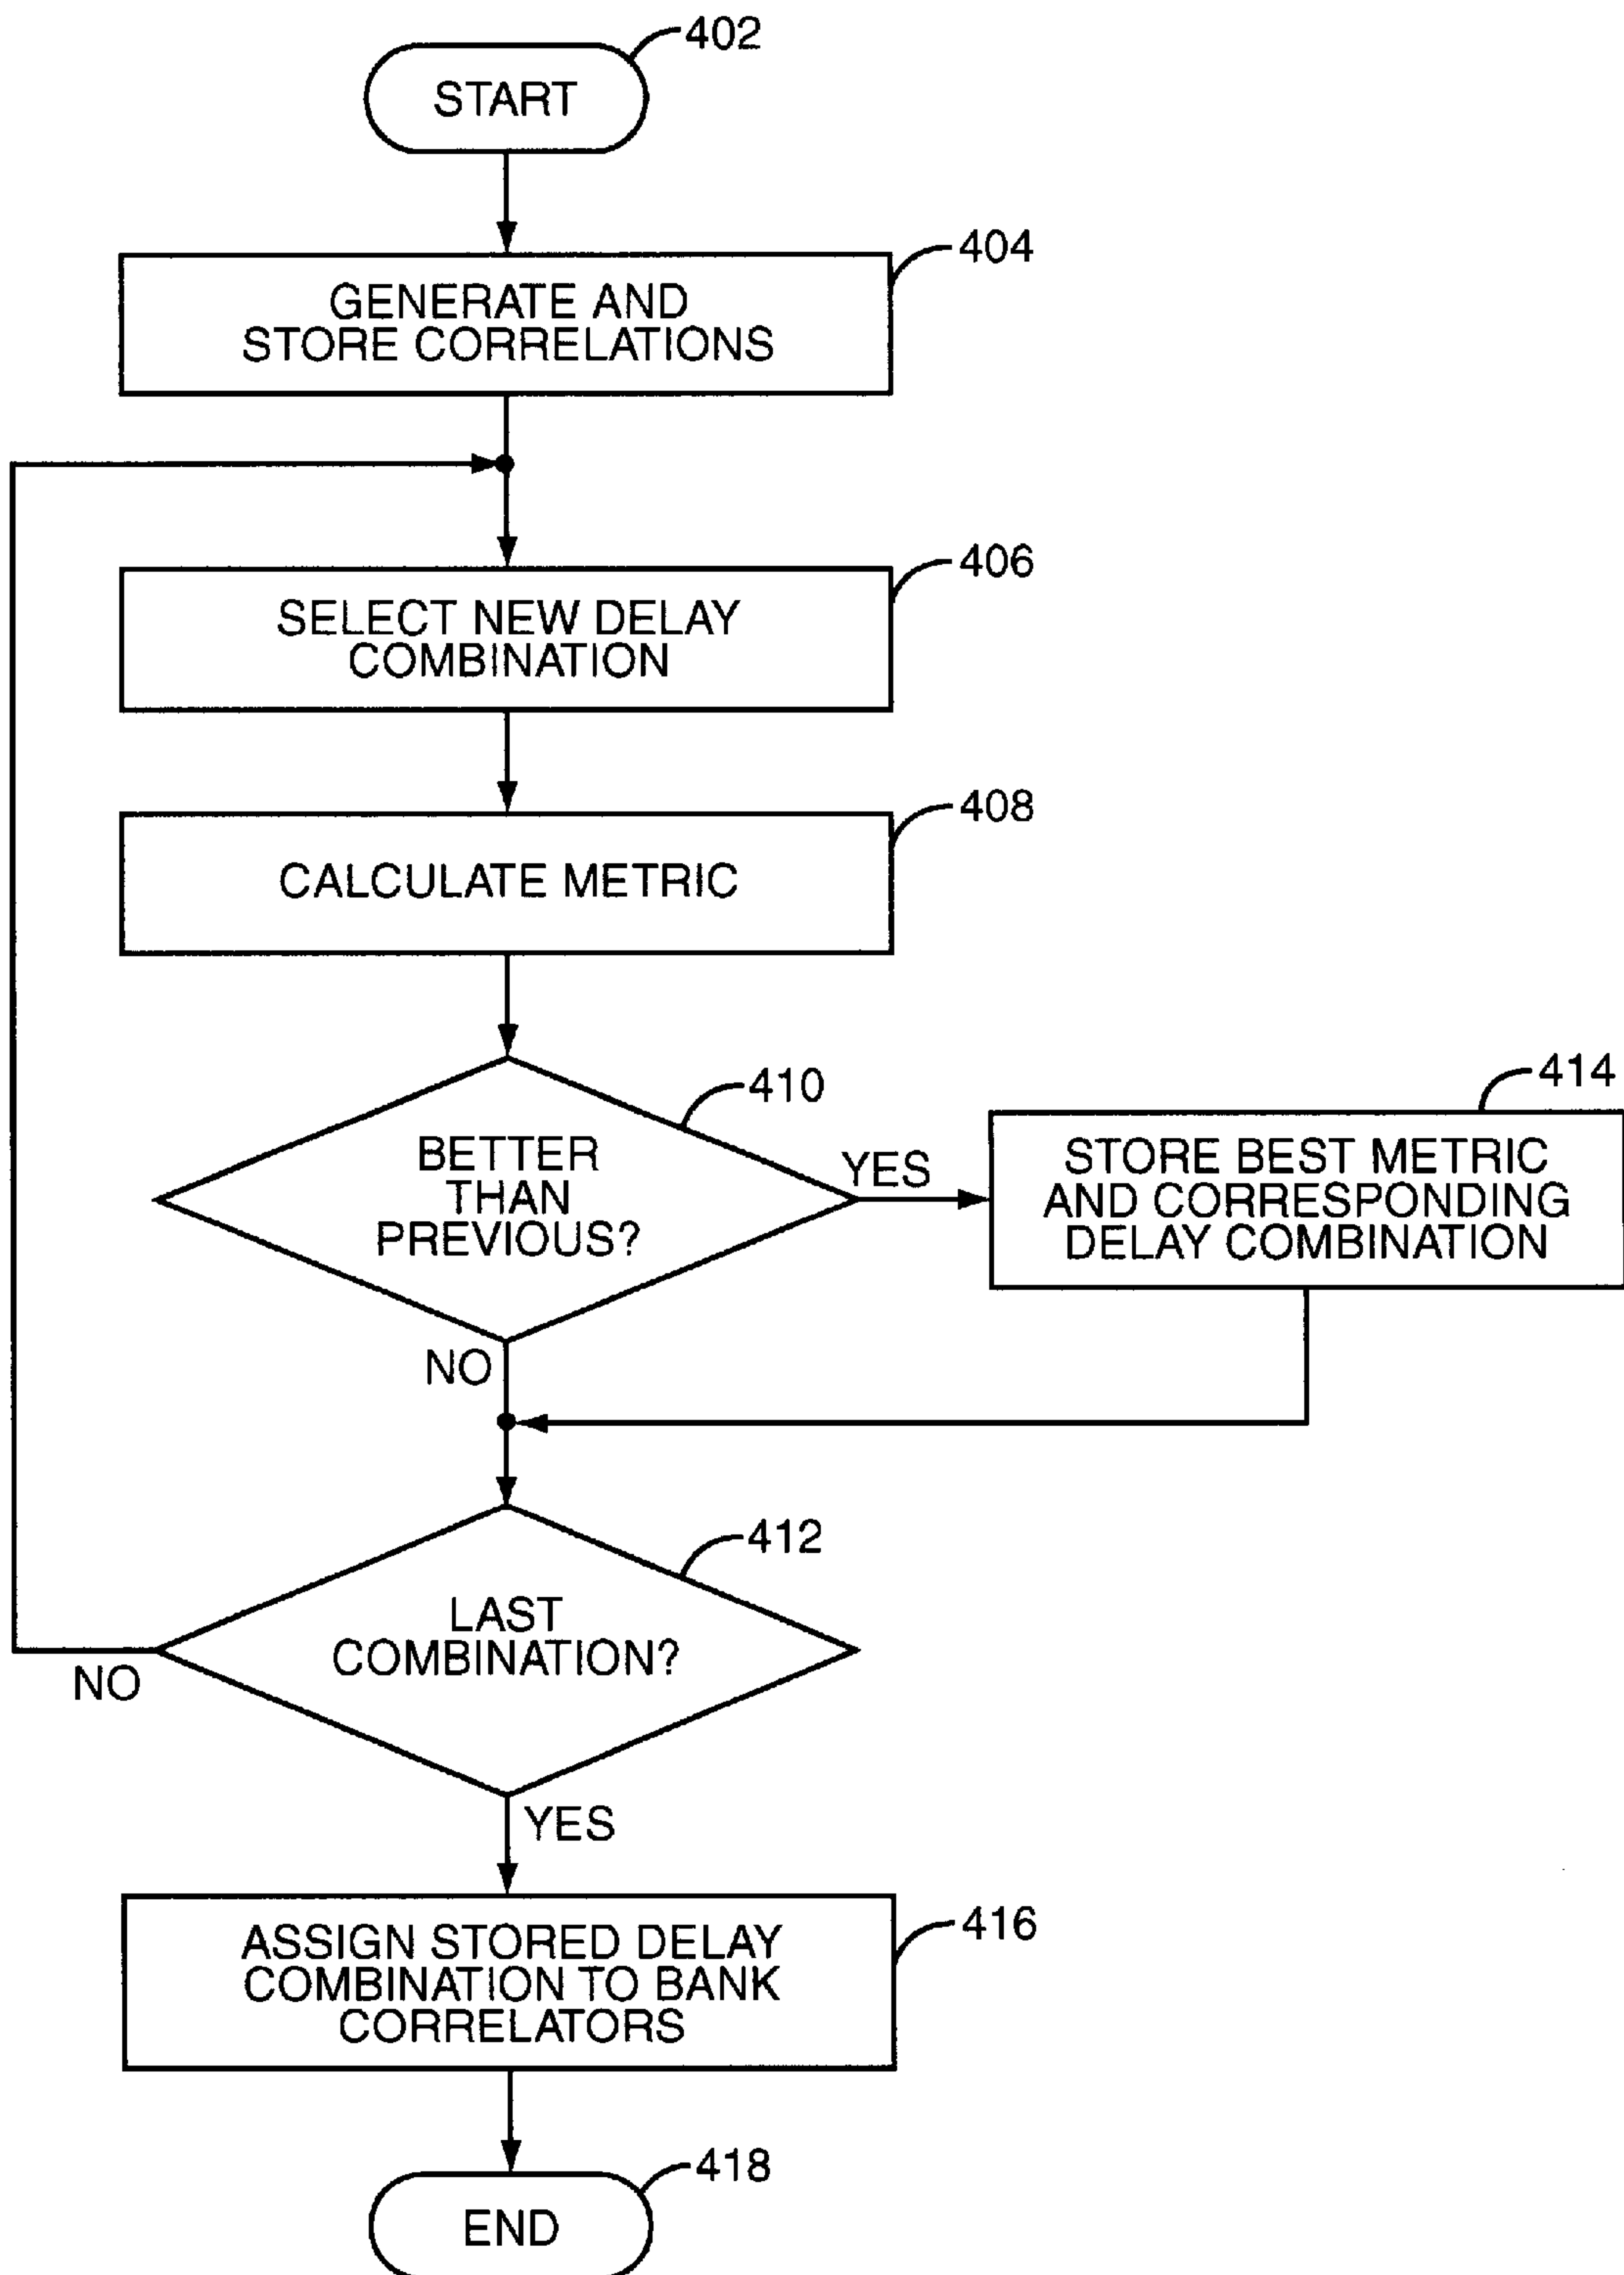 402
START
404
GENERATE AND
STORE CORRELATIONS
406
SELECT NEW DELAY
COMBINATION
408
CALCULATE METRIC
410
BETTER
THAN
PREVIOUS?
YES
414
STORE BEST METRIC
AND CORRESPONDING
DELAY COMBINATION
NO
412
LAST
COMBINATION?
NO
YES
416
ASSIGN STORED DELAY
COMBINATION TO BANK
CORRELATORS
418
END